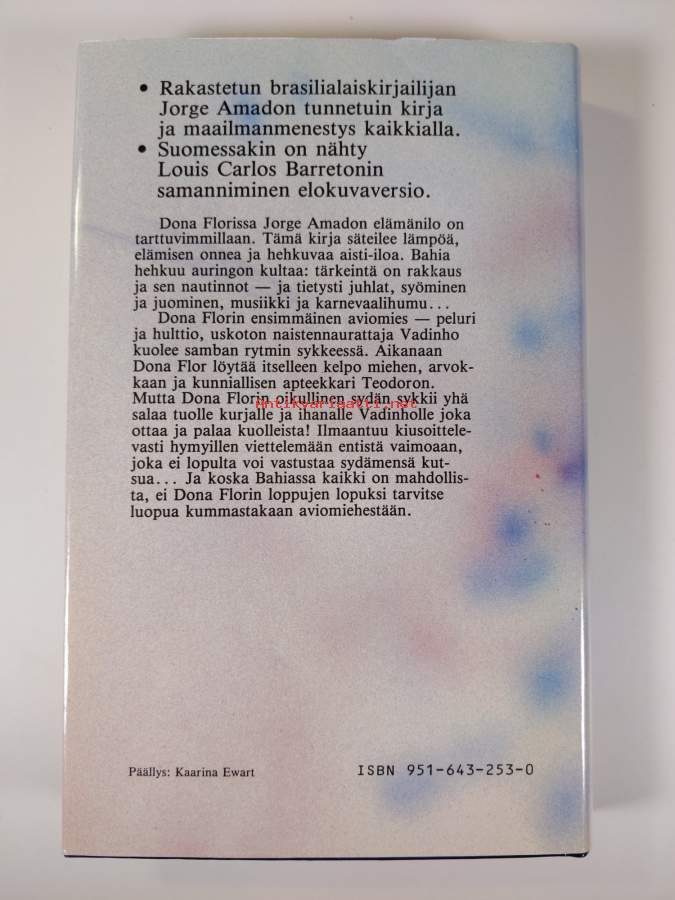 • Rakastetun brasilialaiskirjailijan
Jorge Amadon tunnetuin kirja
ja maailmanmenestys kaikkialla.
• Suomessakin on nähty
Louis Carlos Barretonin
samanniminen elokuvaversio.
Dona Florissa Jorge Amadon elämänilo on
tarttuvimmillaan. Tämä kirja säteilee lämpöä,
elämisen onnea ja hehkuvaa aisti-iloa. Bahia
hehkuu auringon kultaa: tärkeintä on rakkaus
ja sen nautinnot — ja tietysti juhlat, syöminen
ja juominen, musiikki ja karnevaalihumu...
Dona Florin ensimmäinen aviomies — peluri
ja hulttio, uskoton naistennaurattaja Vadinho
kuolee samban rytmin sykkeessä. Aikanaan
Dona Flor löytää itselleen kelpo miehen, arvok-
kaan ja kunniallisen apteekkari Teodoron.
Mutta Dona Florin oikullinen sydän sykkii yhä
salaa tuolle kurjalle ja ihanalle Vadinholle joka
ottaa ja palaa kuolleista! Ilmaantuu kiusoittele-
vasti hymyillen viettelemään entistä vaimoaan,
joka ei lopulta voi vastustaa sydämensä kut-
sua... Ja koska Bahiassa kaikki on mahdollis-
ta, ei Dona Florin loppujen lopuksi tarvitse
luopua kummastakaan aviomiehestään.
Antikvariaatti.net
Päällys: Kaarina Ewart
ISBN 951-643-253-0